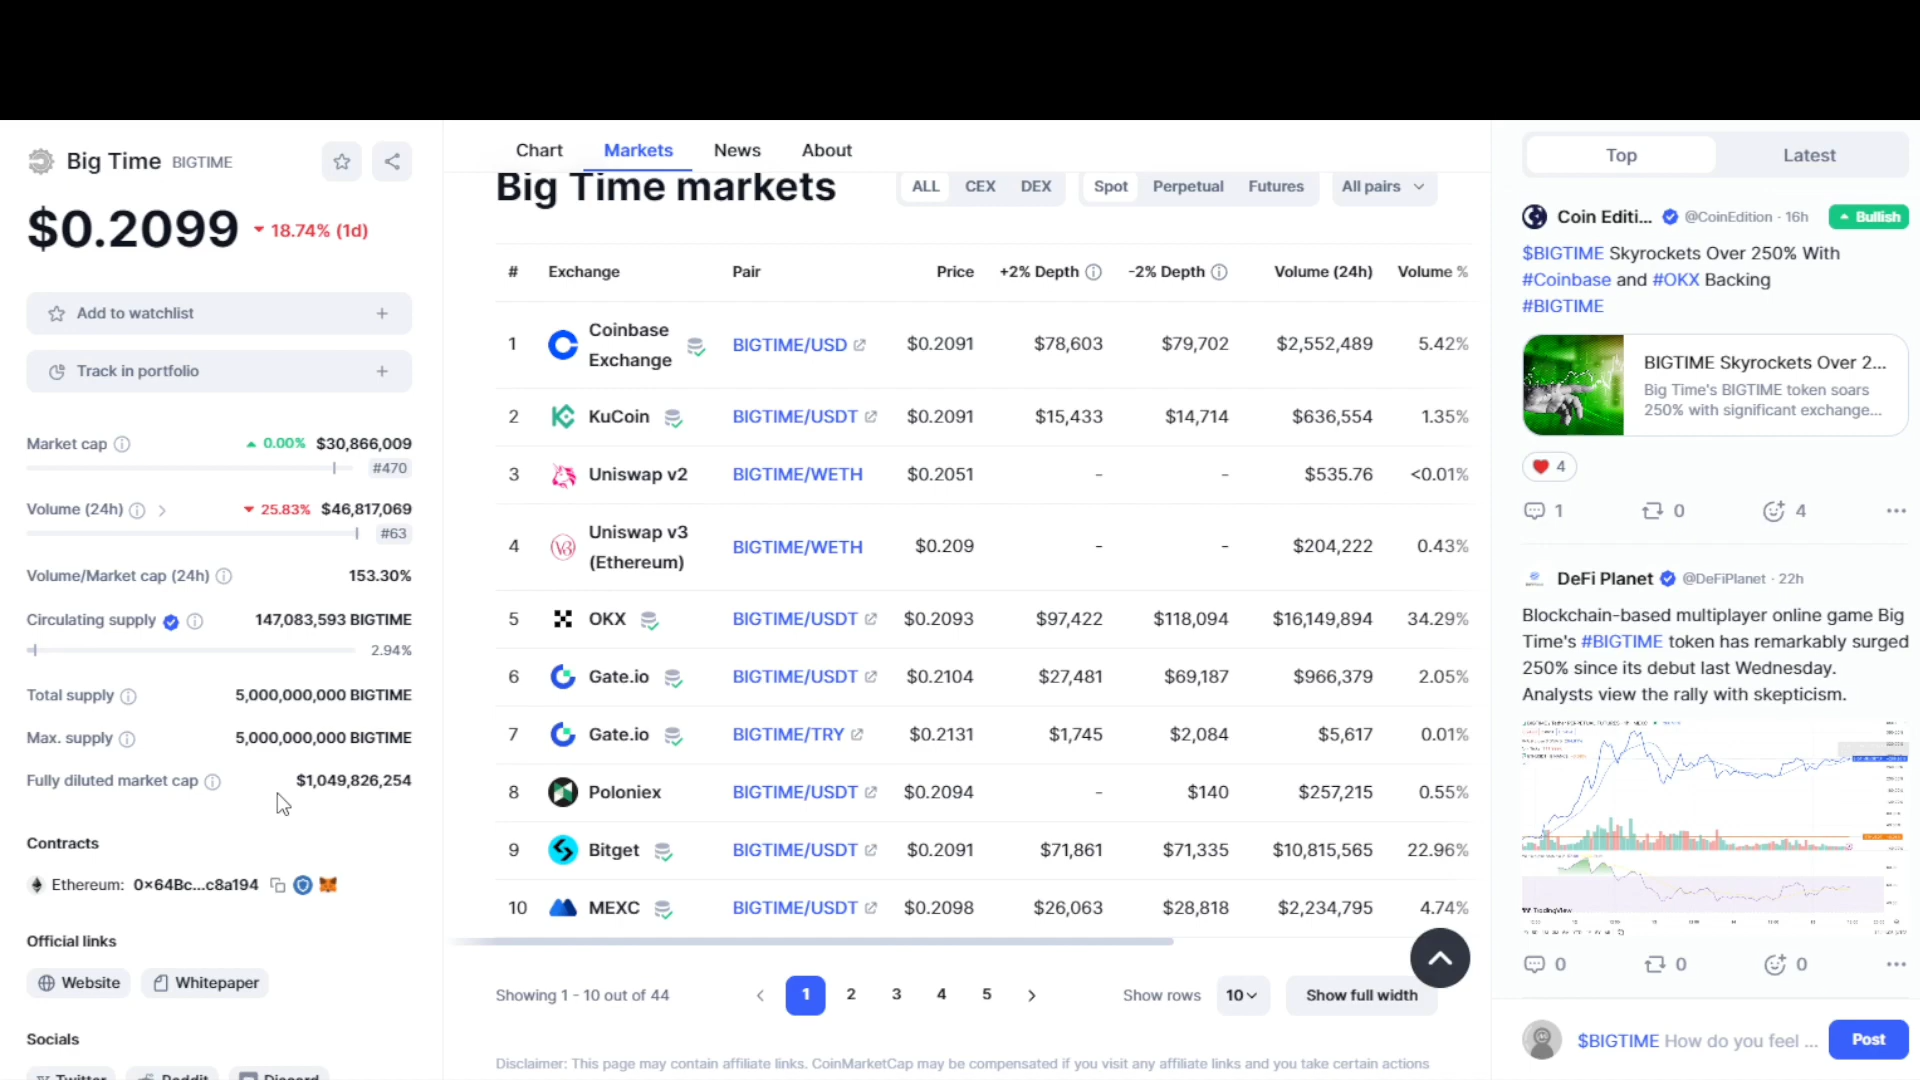 Big Time BIGTIME
$0.2099 18.74% (1d)
Add to watchlist +
Track in portfolio +
Market cap 0.00% $30,866,009
#470
Volume (24h) 25.83% $46,817,069
#63
Volume/Market cap (24h) 153.30%
Circulating supply 147,083,593 BIGTIME
2.94%
Total supply 5,000,000,000 BIGTIME
Max. supply 5,000,000,000 BIGTIME
Fully diluted market cap $1,049,826,254
Contracts
Ethereum: 0x64Bc...c8a194
Official links
Website Whitepaper
Socials
Twitter Reddit Discord
Chart Markets News About
Big Time markets ALL CEX DEX Spot Perpetual Futures All pairs
# Exchange Pair Price +2% Depth -2% Depth Volume (24h) Volume %
1 Coinbase Exchange BIGTIME/USD $0.2091 $78,603 $79,702 $2,552,489 5.42%
2 KuCoin BIGTIME/USDT $0.2091 $15,433 $14,714 $636,554 1.35%
3 Uniswap v2 BIGTIME/WETH $0.2051 - - $535.76 <0.01%
4 Uniswap v3 (Ethereum) BIGTIME/WETH $0.209 - - $204,222 0.43%
5 OKX BIGTIME/USDT $0.2093 $97,422 $118,094 $16,149,894 34.29%
6 Gate.io BIGTIME/USDT $0.2104 $27,481 $69,187 $966,379 2.05%
7 Gate.io BIGTIME/TRY $0.2131 $1,745 $2,084 $5,617 0.01%
8 Poloniex BIGTIME/USDT $0.2094 - $140 $257,215 0.55%
9 Bitget BIGTIME/USDT $0.2091 $71,861 $71,335 $10,815,565 22.96%
10 MEXC BIGTIME/USDT $0.2098 $26,063 $28,818 $2,234,795 4.74%
Showing 1 - 10 out of 44 1 2 3 4 5 Show rows 10 Show full width
Disclaimer: This page may contain affiliate links. CoinMarketCap may be compensated if you visit any affiliate links and you take certain actions
Top Latest
Coin Editi... @CoinEdition · 16h Bullish
$BIGTIME Skyrockets Over 250% With
#Coinbase and #OKX Backing
#BIGTIME
BIGTIME Skyrockets Over 2...
Big Time's BIGTIME token soars
250% with significant exchange...
4
1 0 4 ...
DeFi Planet @DeFiPlanet · 22h
Blockchain-based multiplayer online game Big
Time's #BIGTIME token has remarkably surged
250% since its debut last Wednesday.
Analysts view the rally with skepticism.
TradingView
0 0 0 ...
$BIGTIME How do you feel ... Post